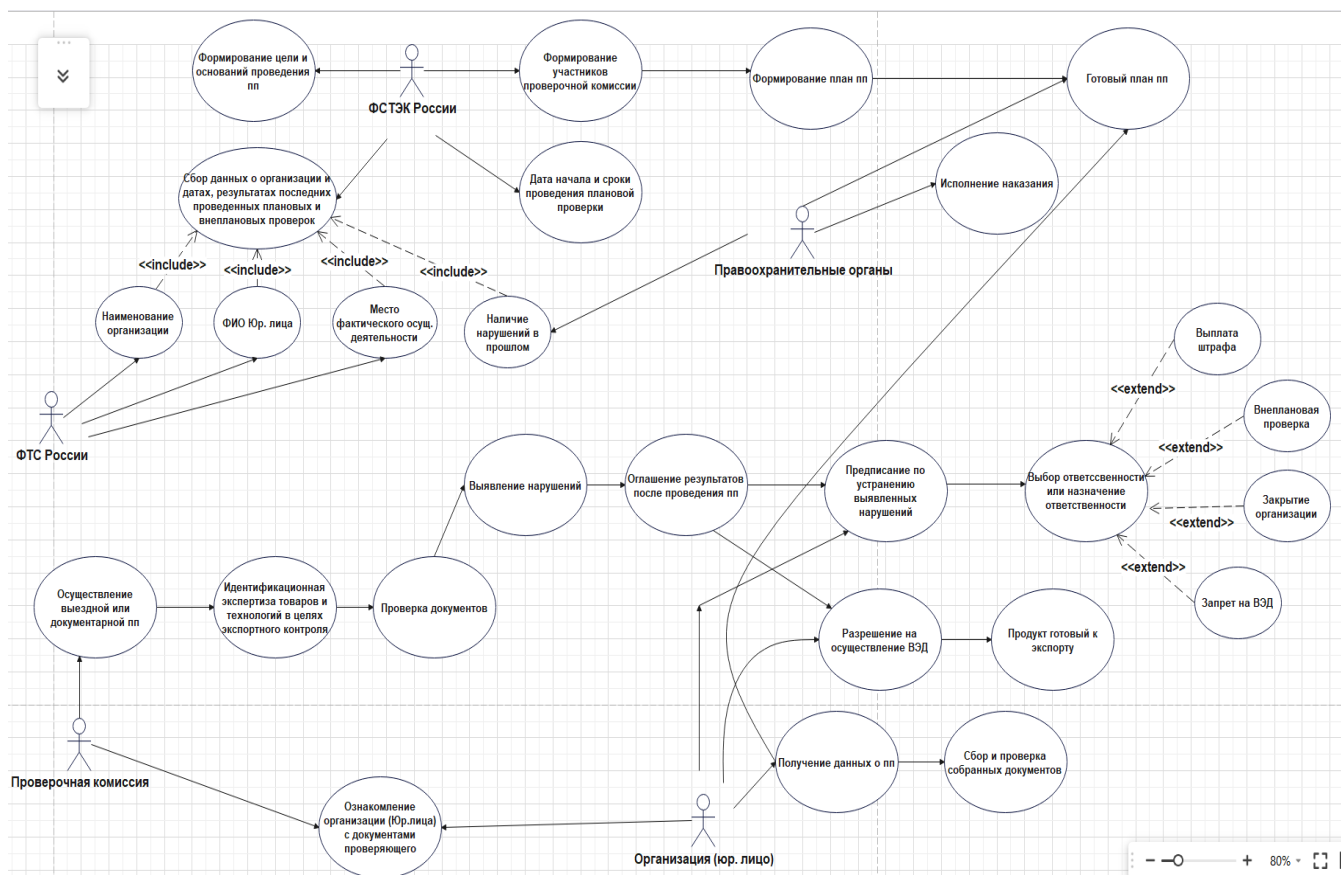 Формирование цели и
оснований проведения
пп
ФСТЭК России
Формирование
участников
проверочной комиссии
Формирование план пп
Готовый план пп
Сбор данных о организации и
датах, результатах последних
проведенных плановых и
внеплановых проверок
Дата начала и сроки
проведения плановой
проверки
Исполнение наказания
Правоохранительные органы
<<include>>
<<include>>
<<include>>
<<include>>
Наименование
организации
ФИО Юр. лица
Место
фактического осущ.
деятельности
Наличие
нарушений в
прошлом
ФТС России
Выплата
штрафа
<<extend>>
Внеплановая
проверка
<<extend>>
Выявление нарушений
Оглашение результатов
после проведения пп
Предписание по
устранению
выявленных
нарушений
Выбор ответссвенности
или назначение
ответственности
Закрытие
организации
<<extend>>
<<extend>>
Запрет на ВЭД
Осуществление
выездной или
документарной пп
Идентификационная
экспертиза товаров и
технологий в целях
экспортного контроля
Проверка документов
Разрешение на
осуществление ВЭД
Продукт готовый к
экспорту
Проверочная комиссия
Получение данных о пп
Сбор и проверка
собранных документов
Ознакомление
организации (Юр.лица)
с документами
проверяющего
Организация (юр. лицо)
80%